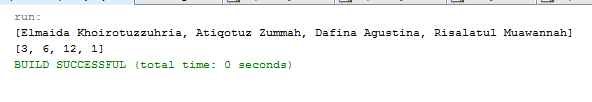 run:
[Elmaida Khoirotuzzuhria, Atiqotuz Zummah, Dafina Agustina, Risalatul Muawannah]
[3, 6, 12, 1]
BUILD SUCCESSFUL (total time: 0 seconds)